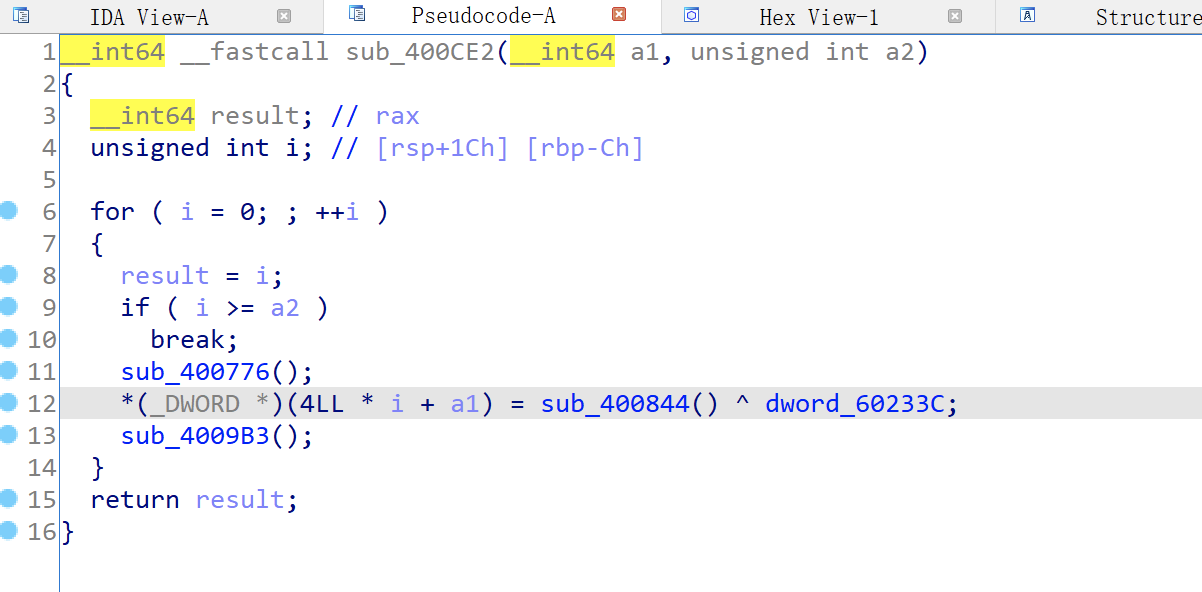 IDA View-A Pseudocode-A Hex View-1 Structure
1 __int64 __fastcall sub_400CE2(__int64 a1, unsigned int a2)
2 {
3   __int64 result; // rax
4   unsigned int i; // [rsp+1Ch] [rbp-Ch]
5
6   for ( i = 0; ; ++i )
7   {
8     result = i;
9     if ( i >= a2 )
10       break;
11     sub_400776();
12     *(_DWORD *)(4LL * i + a1) = sub_400844() ^ dword_60233C;
13     sub_4009B3();
14   }
15   return result;
16 }